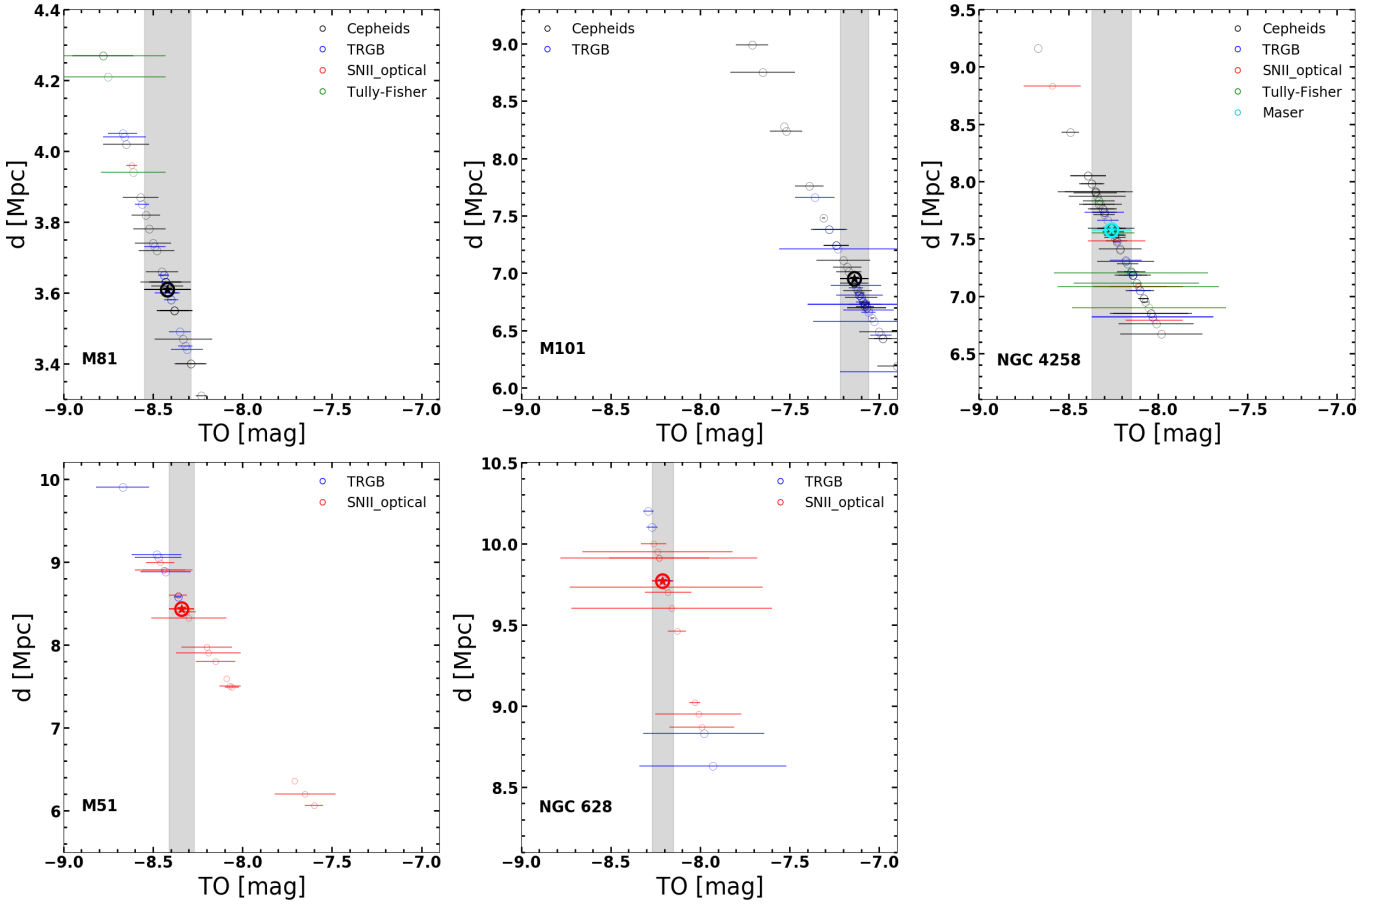 4.4
4.2
4.0
3.8
3.6
3.4
d [Mpc]
Cepheids
TRGB
SNII_optical
Tully-Fisher
M81
−9.0 −8.5 −8.0 −7.5 −7.0
TO [mag]
9.0
8.5
8.0
7.5
7.0
6.5
6.0
d [Mpc]
Cepheids
TRGB
M101
−9.0 −8.5 −8.0 −7.5 −7.0
TO [mag]
9.5
9.0
8.5
8.0
7.5
7.0
6.5
d [Mpc]
Cepheids
TRGB
SNII_optical
Tully-Fisher
Maser
NGC 4258
−9.0 −8.5 −8.0 −7.5 −7.0
TO [mag]
10
9
8
7
6
d [Mpc]
TRGB
SNII_optical
M51
−9.0 −8.5 −8.0 −7.5 −7.0
TO [mag]
10.5
10.0
9.5
9.0
8.5
d [Mpc]
TRGB
SNII_optical
NGC 628
−9.0 −8.5 −8.0 −7.5 −7.0
TO [mag]